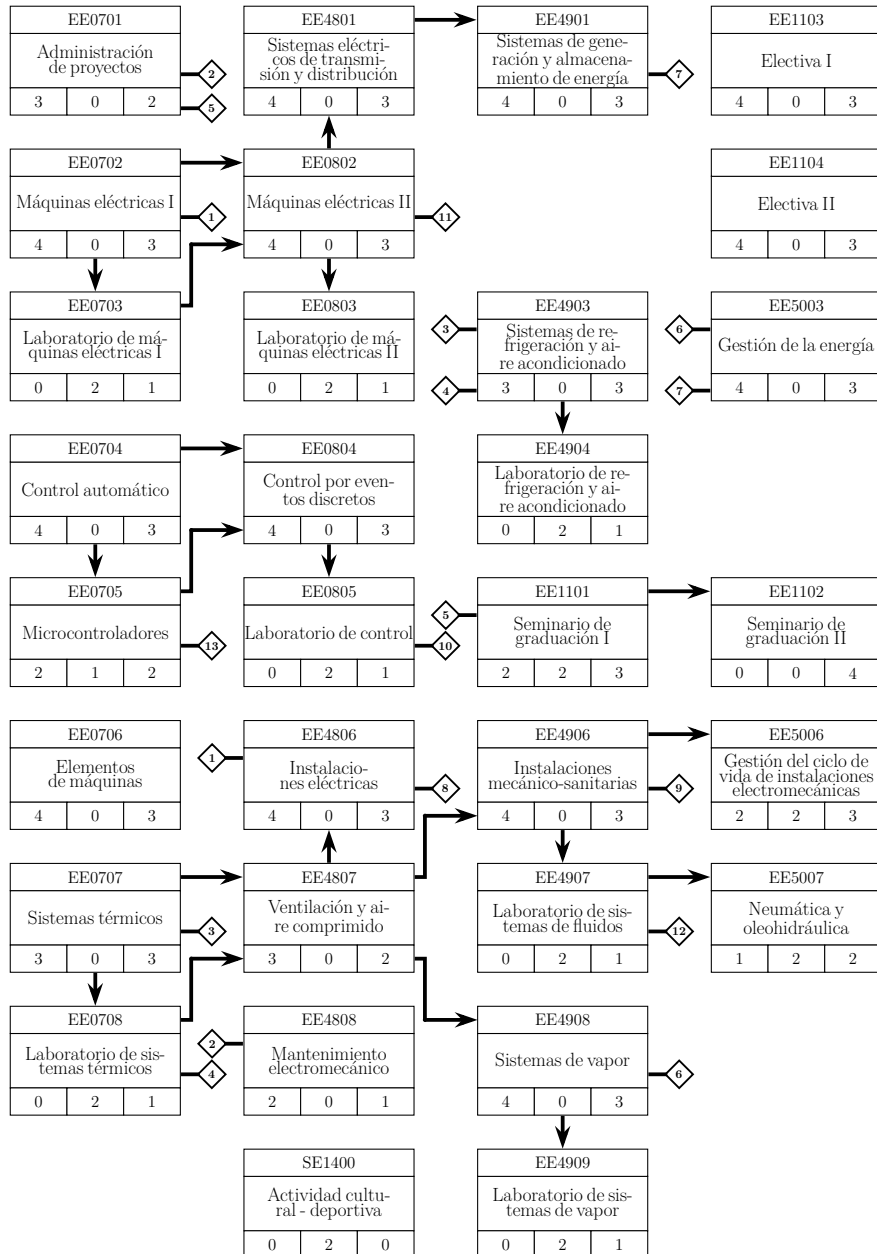 EE0701
Administración
de proyectos
3 0 2
2
5
EE4801
Sistemas eléctri-
cos de transmi-
sión y distribución
4 0 3
EE4901
Sistemas de gene-
ración y almacena-
miento de energía
4 0 3
7
EE1103
Electiva I
4 0 3
EE0702
Máquinas eléctricas I
4 0 3
1
EE0802
Máquinas eléctricas II
4 0 3
11
EE1104
Electiva II
4 0 3
EE0703
Laboratorio de má-
quinas eléctricas I
0 2 1
EE0803
Laboratorio de má-
quinas eléctricas II
0 2 1
3
4
EE4903
Sistemas de re-
frigeración y ai-
re acondicionado
3 0 3
6
7
EE5003
Gestión de la energía
4 0 3
EE0704
Control automático
4 0 3
EE0804
Control por even-
tos discretos
4 0 3
EE4904
Laboratorio de re-
frigeración y ai-
re acondicionado
0 2 1
EE0705
Microcontroladores
2 1 2
13
EE0805
Laboratorio de control
0 2 1
10
5
EE1101
Seminario de
graduación I
2 2 3
EE1102
Seminario de
graduación II
0 0 4
EE0706
Elementos
de máquinas
4 0 3
1
EE4806
Instalacio-
nes eléctricas
4 0 3
8
EE4906
Instalaciones
mecánico-sanitarias
4 0 3
9
EE5006
Gestión del ciclo de
vida de instalaciones
electromecánicas
2 2 3
EE0707
Sistemas térmicos
3 0 3
3
EE4807
Ventilación y ai-
re comprimido
3 0 2
EE4907
Laboratorio de sis-
temas de fluidos
0 2 1
12
EE5007
Neumática y
oleohidráulica
1 2 2
EE0708
Laboratorio de sis-
temas térmicos
0 2 1
4
2
EE4808
Mantenimiento
electromecánico
2 0 1
EE4908
Sistemas de vapor
4 0 3
6
SE1400
Actividad cultu-
ral - deportiva
0 2 0
EE4909
Laboratorio de sis-
temas de vapor
0 2 1